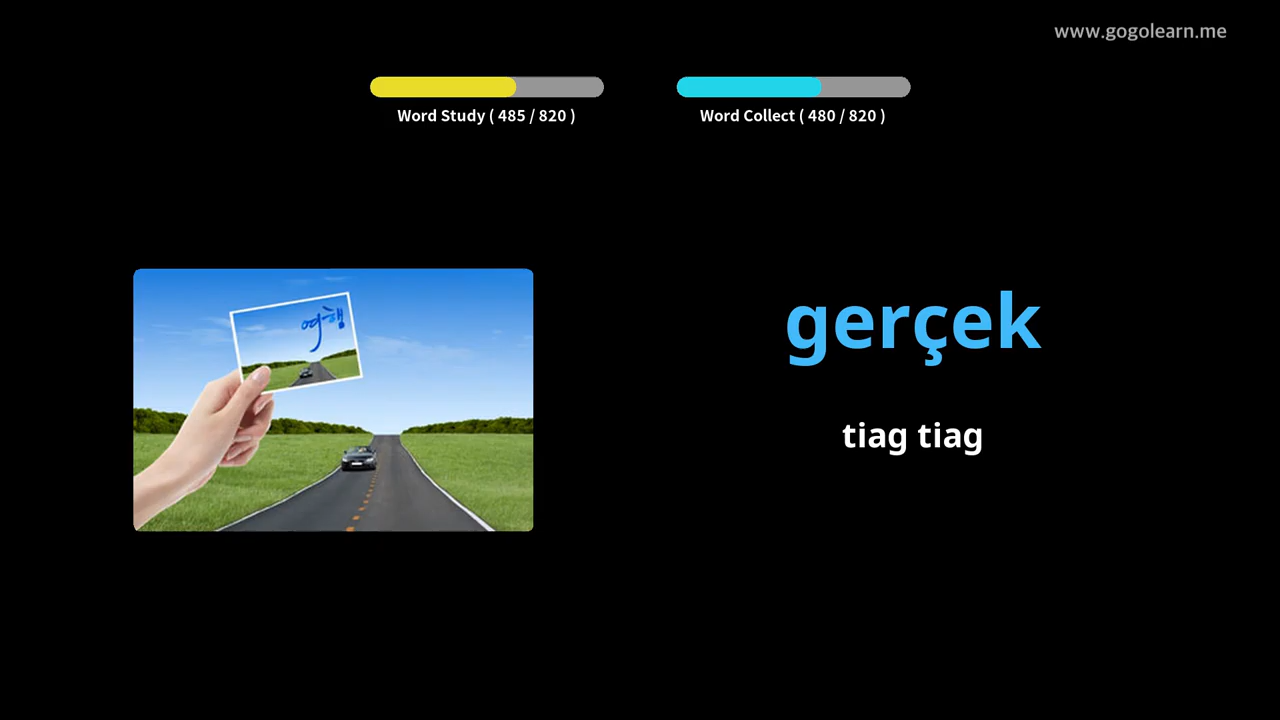 www.gogolearn.me
Word Study ( 485 / 820 )
Word Collect ( 480 / 820 )
여행
gerçek
tiag tiag